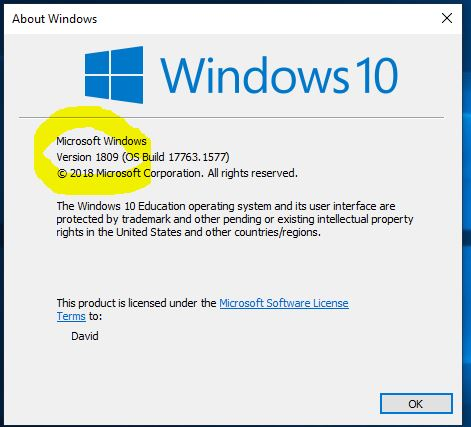 About Windows
Windows 10
Microsoft Windows
Version 1809 (OS Build 17763.1577)
© 2018 Microsoft Corporation. All rights reserved.
The Windows 10 Education operating system and its user interface are
protected by trademark and other pending or existing intellectual property
rights in the United States and other countries/regions.
This product is licensed under the Microsoft Software License
Terms to:
David
OK